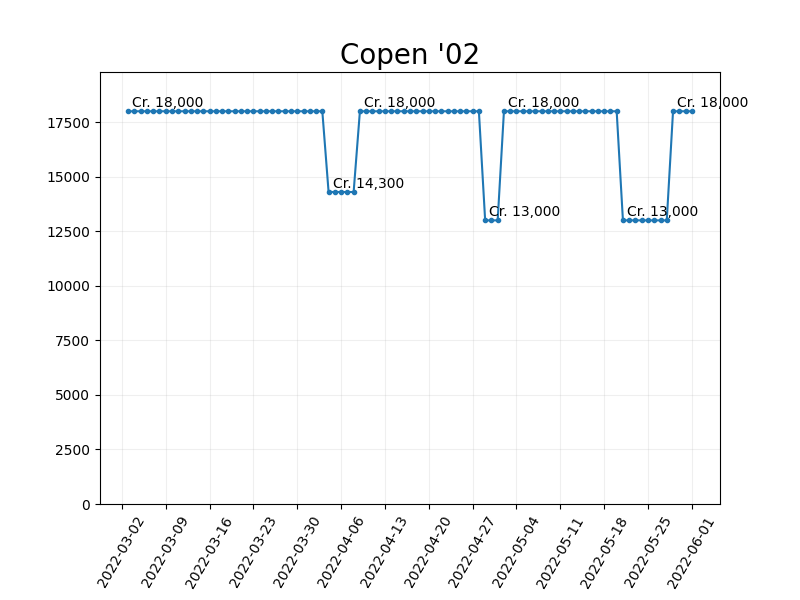 Copen '02
Cr. 18,000
Cr. 18,000
Cr. 18,000
Cr. 18,000
Cr. 14,300
Cr. 13,000
Cr. 13,000
17500
15000
12500
10000
7500
5000
2500
0
2022-03-02
2022-03-09
2022-03-16
2022-03-23
2022-03-30
2022-04-06
2022-04-13
2022-04-20
2022-04-27
2022-05-04
2022-05-11
2022-05-18
2022-05-25
2022-06-01